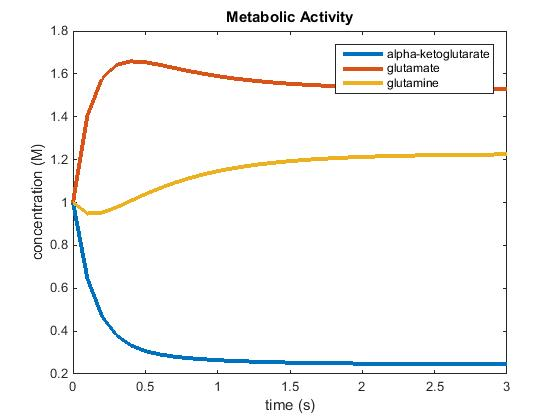 Metabolic Activity
1.8
1.6
1.4
1.2
1
0.8
0.6
0.4
0.2
concentration (M)
alpha-ketoglutarate
glutamate
glutamine
0 0.5 1 1.5 2 2.5 3
time (s)